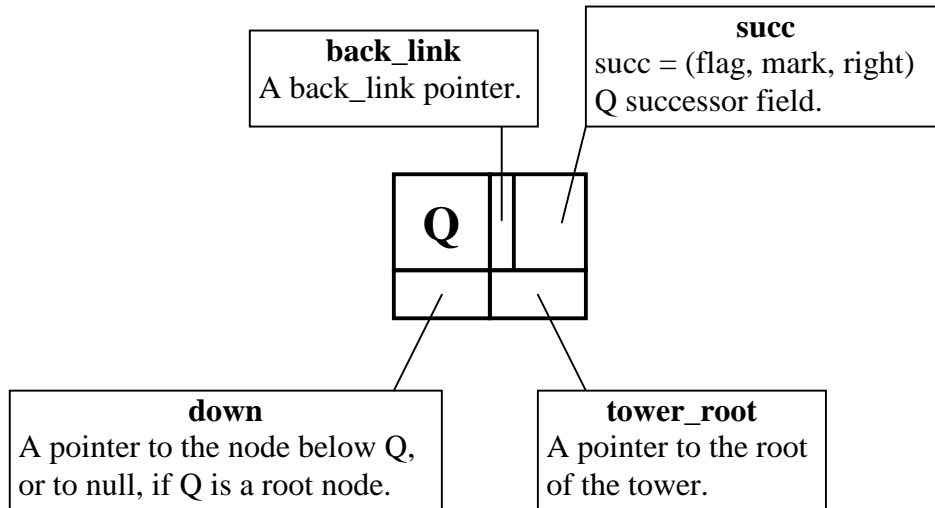 back_link
A back_link pointer.
succ
succ = (flag, mark, right)
Q successor field.
Q
down
A pointer to the node below Q,
or to null, if Q is a root node.
tower_root
A pointer to the root
of the tower.